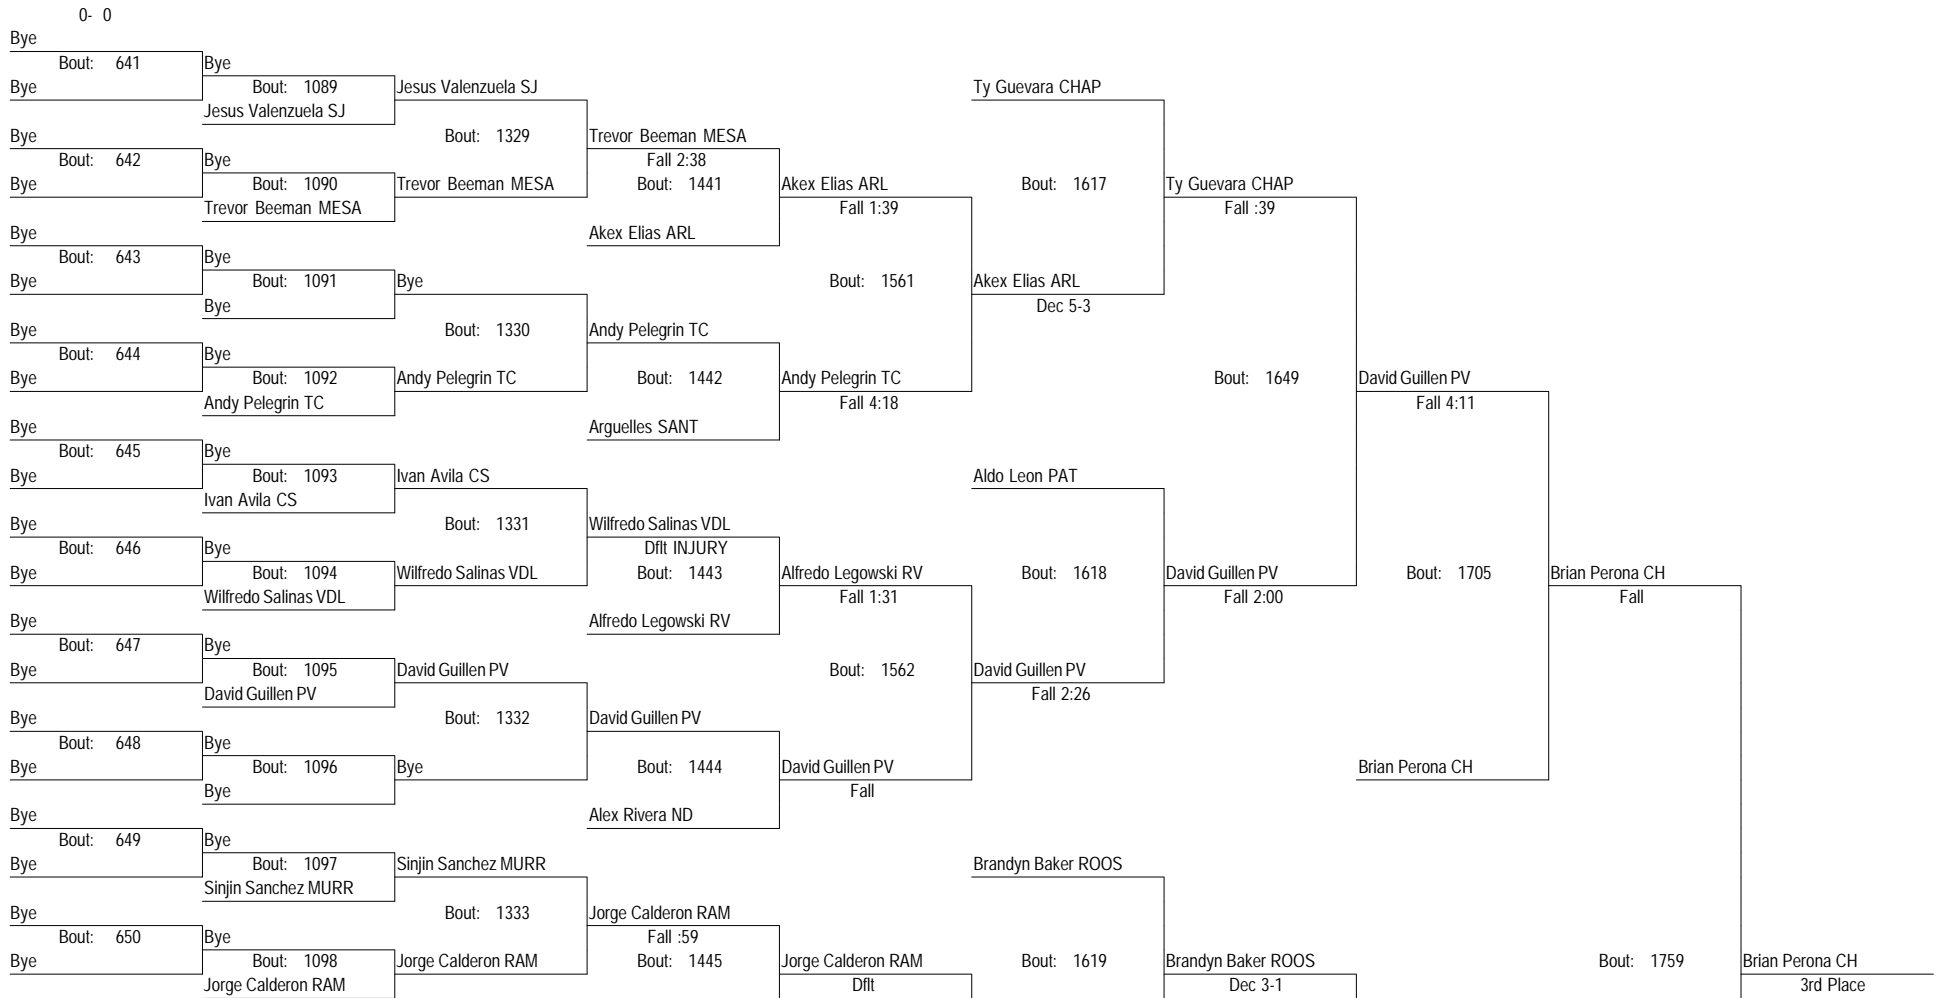 0- 0
Bye
Bout: 641 Bye
Bye Bout: 1089 Jesus Valenzuela SJ Ty Guevara CHAP
Jesus Valenzuela SJ
Bye Bout: 1329 Trevor Beeman MESA
Bout: 642 Bye Fall 2:38
Bye Bout: 1090 Trevor Beeman MESA Bout: 1441 Akex Elias ARL Bout: 1617 Ty Guevara CHAP
Trevor Beeman MESA Fall 1:39 Fall :39
Bye Akex Elias ARL
Bout: 643 Bye
Bye Bout: 1091 Bye Bout: 1561 Akex Elias ARL
Bye Dec 5-3
Bye Bout: 1330 Andy Pelegrin TC
Bout: 644 Bye
Bye Bout: 1092 Andy Pelegrin TC Bout: 1442 Andy Pelegrin TC Bout: 1649 David Guillen PV
Andy Pelegrin TC Fall 4:18 Fall 4:11
Bye Arguelles SANT
Bout: 645 Bye
Bye Bout: 1093 Ivan Avila CS Aldo Leon PAT
Ivan Avila CS
Bye Bout: 1331 Wilfredo Salinas VDL
Bout: 646 Bye Dflt INJURY
Bye Bout: 1094 Wilfredo Salinas VDL Bout: 1443 Alfredo Legowski RV Bout: 1618 David Guillen PV Bout: 1705 Brian Perona CH
Wilfredo Salinas VDL Fall 1:31 Fall 2:00 Fall
Bye Alfredo Legowski RV
Bout: 647 Bye
Bye Bout: 1095 David Guillen PV Bout: 1562 David Guillen PV
David Guillen PV Fall 2:26
Bye Bout: 1332 David Guillen PV
Bout: 648 Bye
Bye Bout: 1096 Bye Bout: 1444 David Guillen PV Brian Perona CH
Bye Fall
Bye Alex Rivera ND
Bout: 649 Bye
Bye Bout: 1097 Sinjin Sanchez MURR Brandyn Baker ROOS
Sinjin Sanchez MURR
Bye Bout: 1333 Jorge Calderon RAM
Bout: 650 Bye Fall :59
Bye Bout: 1098 Jorge Calderon RAM Bout: 1445 Jorge Calderon RAM Bout: 1619 Brandyn Baker ROOS Bout: 1759 Brian Perona CH
Jorge Calderon RAM Dflt Dec 3-1 3rd Place